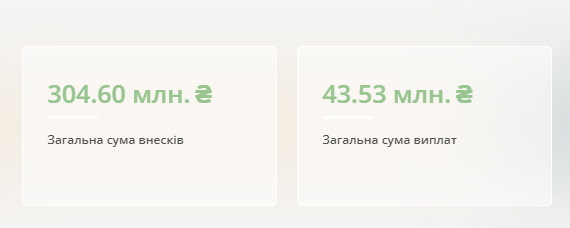 304.60 млн. ₴
Загальна сума внесків
43.53 млн. ₴
Загальна сума виплат